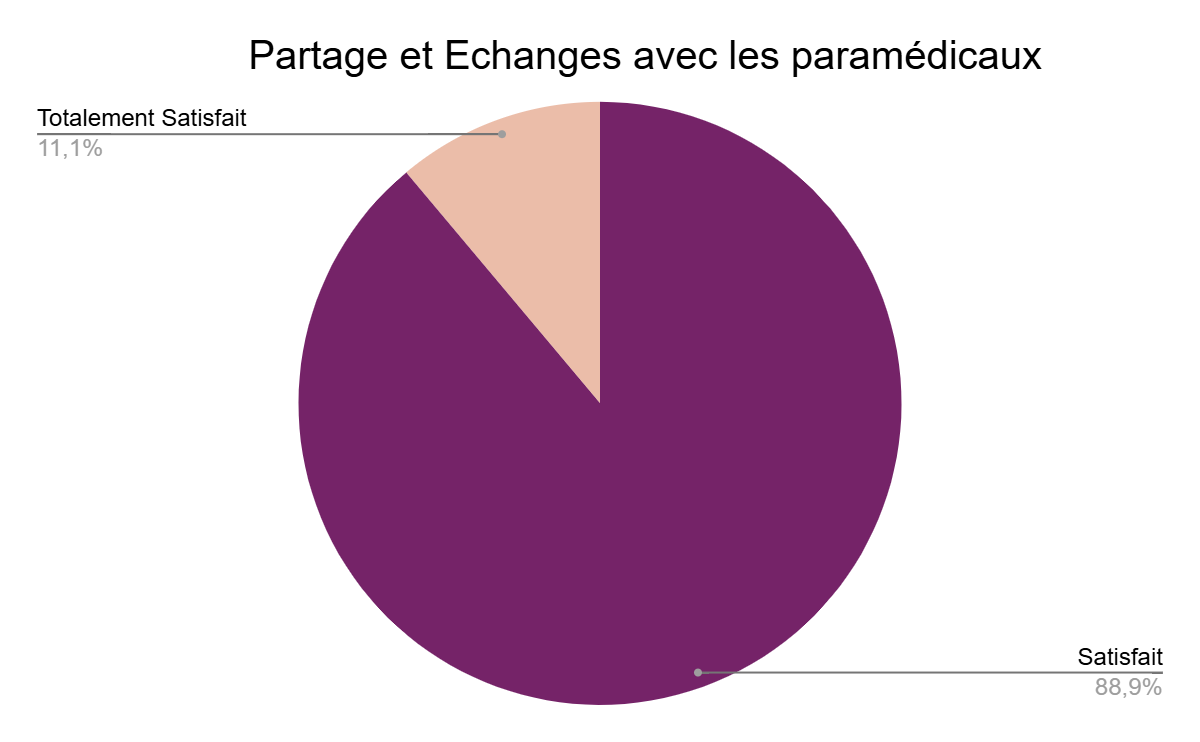 Partage et Echanges avec les paramédicaux
Totalement Satisfait
11,1%
Satisfait
88,9%